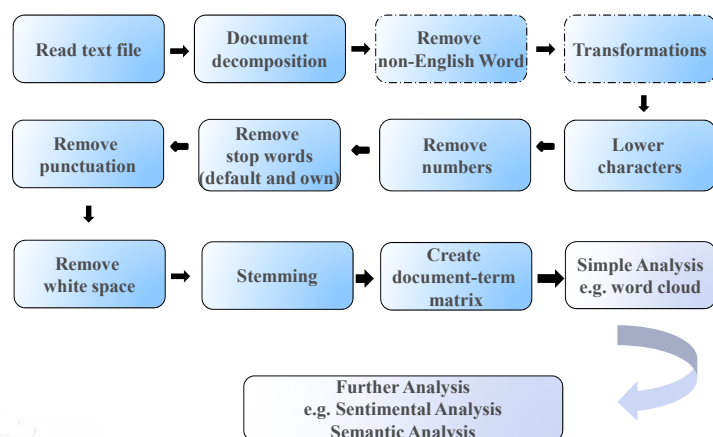 Read text file
Document
decomposition
Remove
non-English Word
Transformations
Lower
characters
Remove
numbers
Remove
stop words
(default and own)
Remove
punctuation
Remove
white space
Stemming
Create
document-term
matrix
Simple Analysis
e.g. word cloud
Further Analysis
e.g. Sentimental Analysis
Semantic Analysis